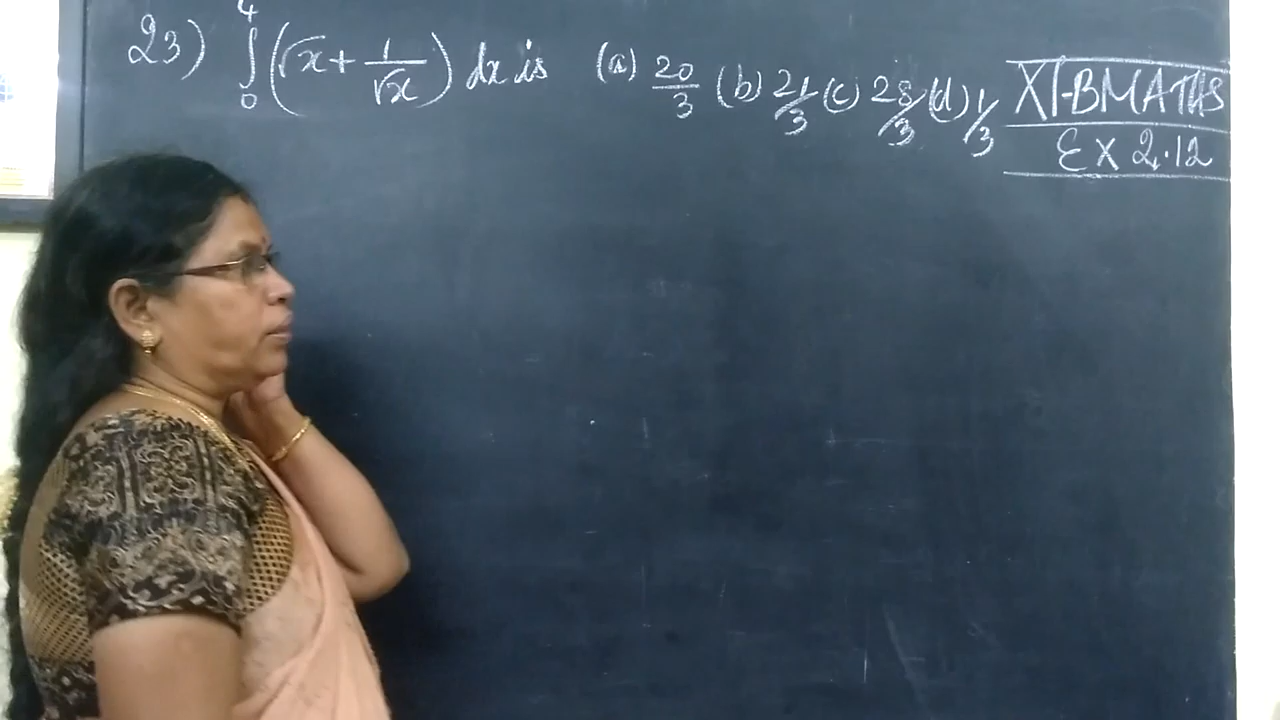 23) ∫₀⁴ (√x + 1/√x) dx is (a) 20/3 (b) 21/3 (c) 28/3 (d) 1/3
XI-BMATHS
EX 2.12